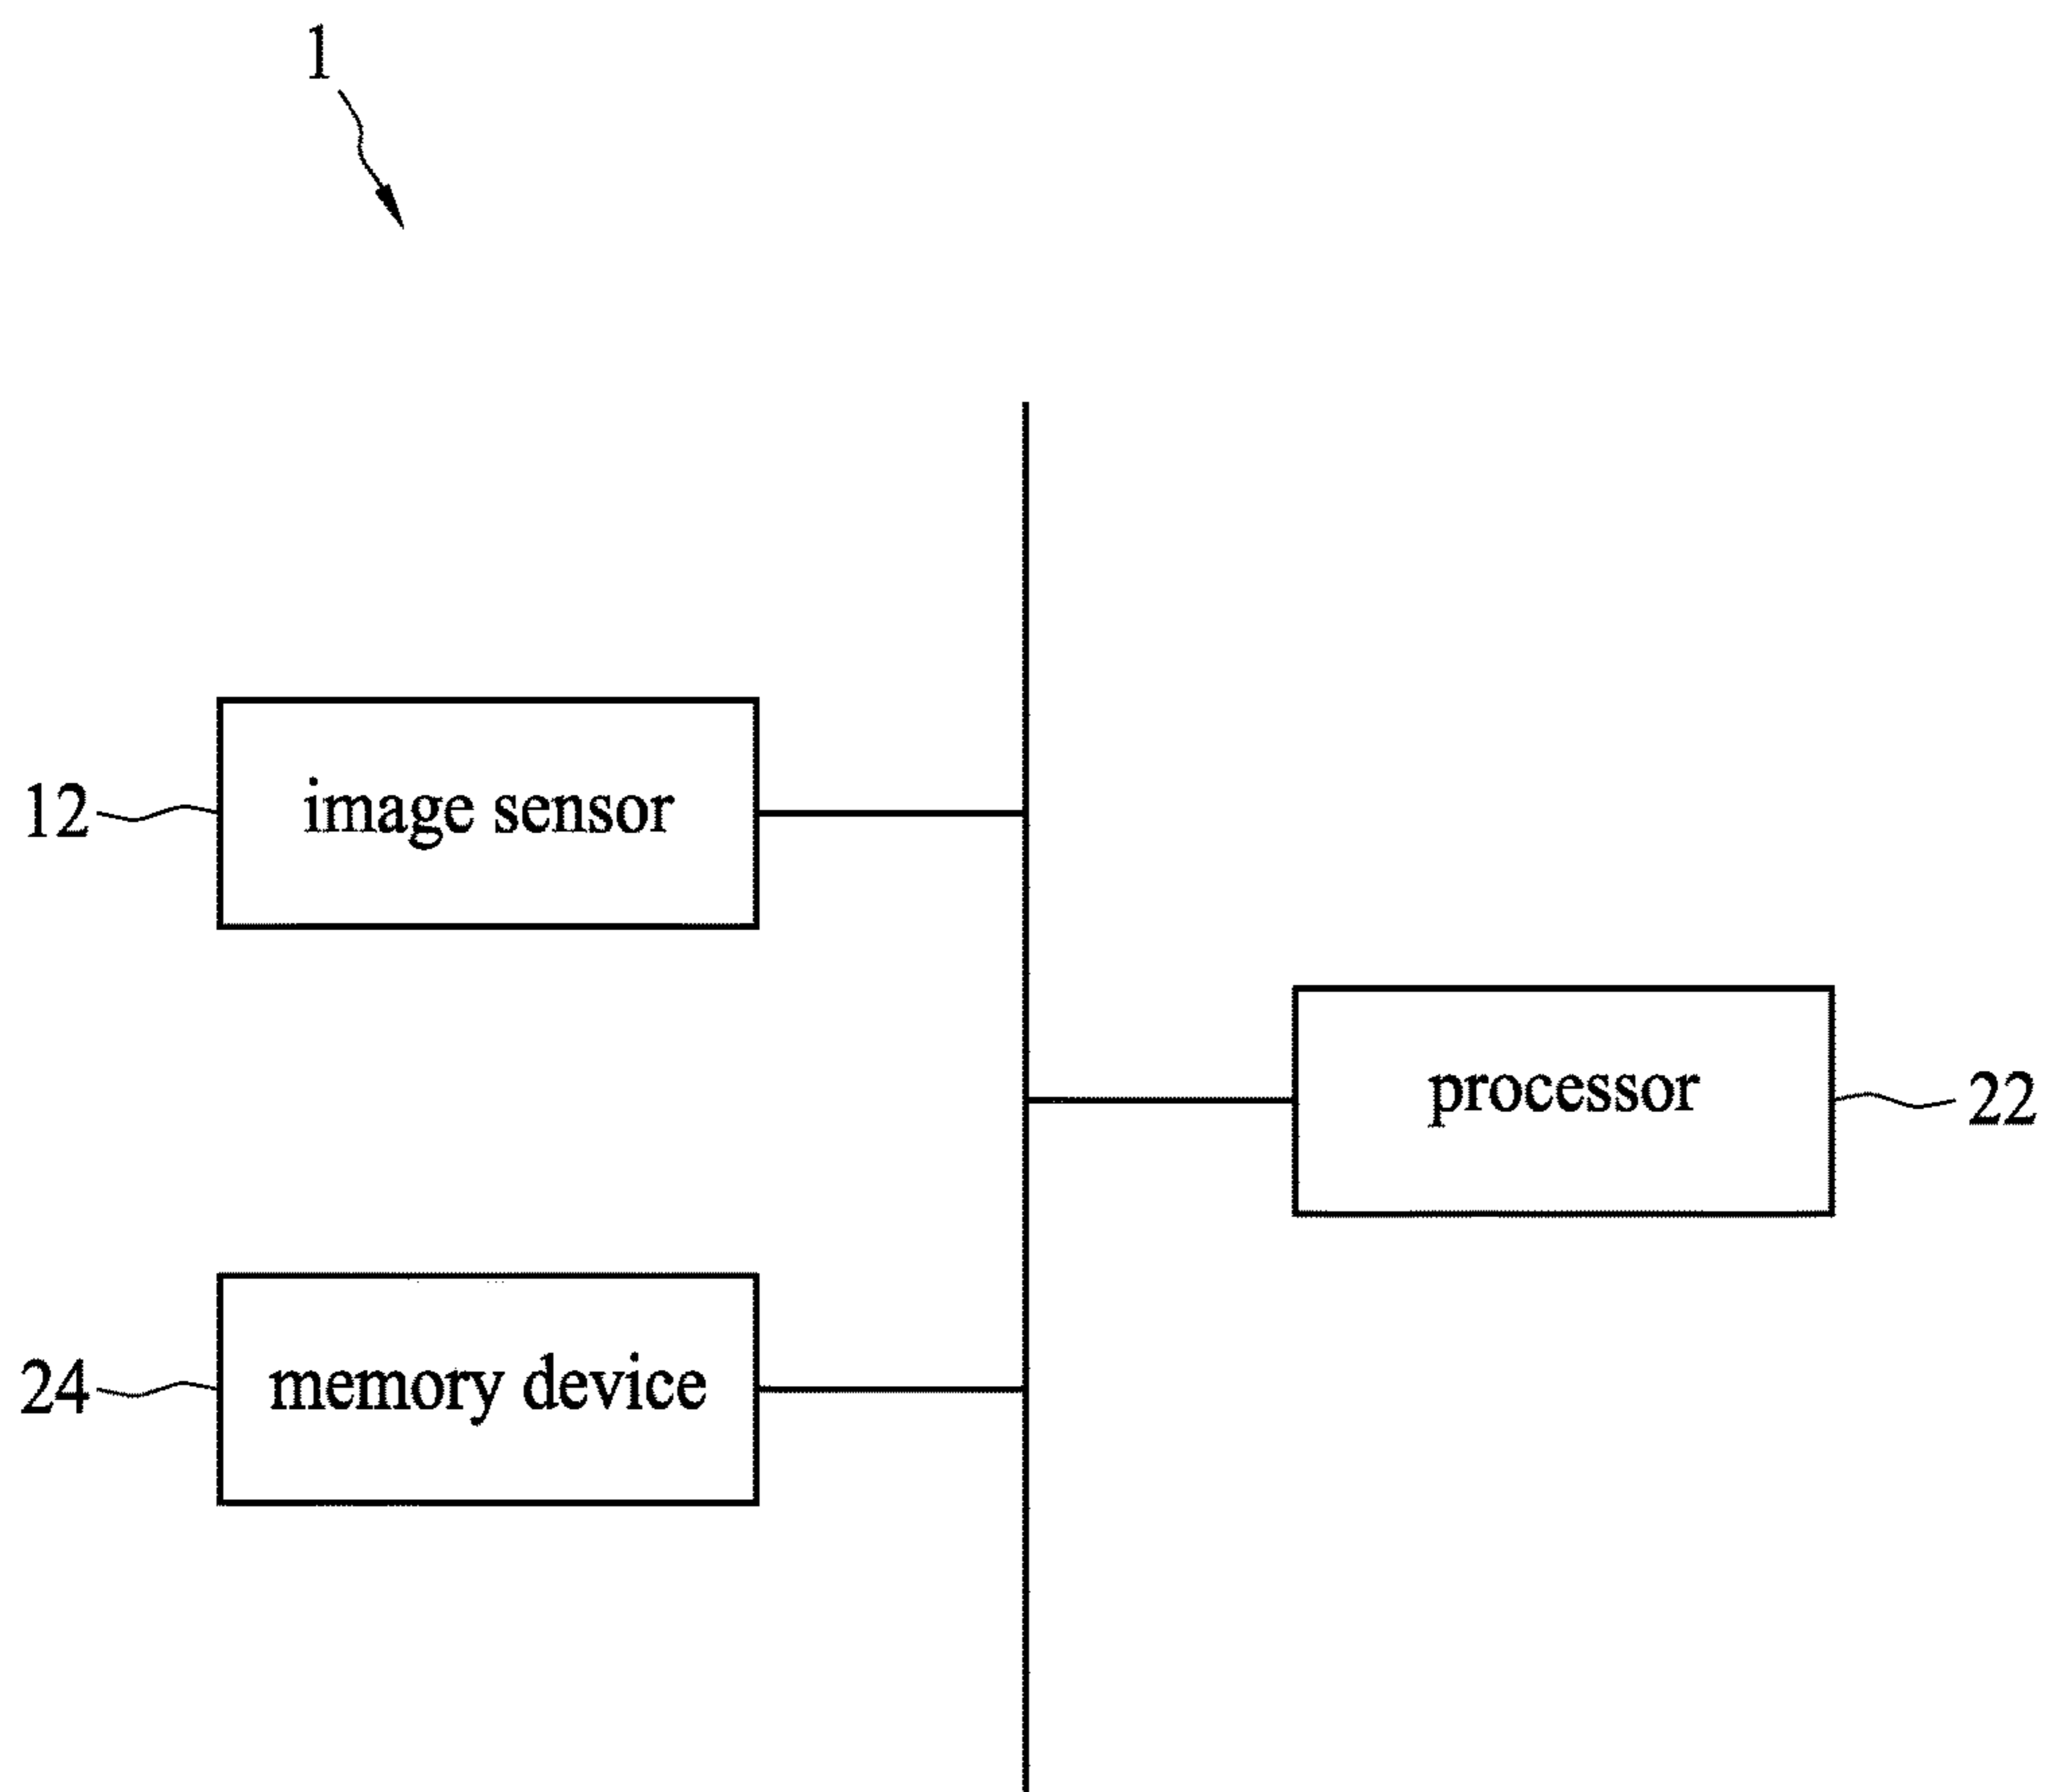 1
12
image sensor
processor
22
24
memory device